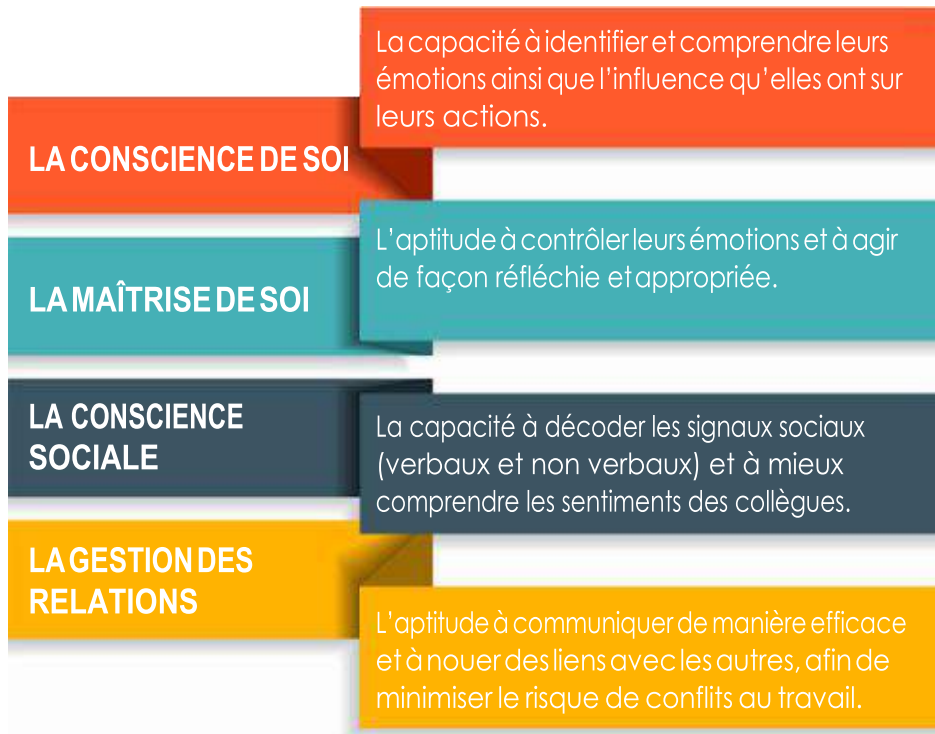 LA CONSCIENCE DE SOI
La capacité à identifier et comprendre leurs
émotions ainsi que l'influence qu'elles ont sur
leurs actions.
LA MAÎTRISE DE SOI
L'aptitude à contrôler leurs émotions et à agir
de façon réfléchie et appropriée.
LA CONSCIENCE
SOCIALE
La capacité à décoder les signaux sociaux
(verbaux et non verbaux) et à mieux
comprendre les sentiments des collègues.
LA GESTION DES
RELATIONS
L'aptitude à communiquer de manière efficace
et à nouer des liens avec les autres, afin de
minimiser le risque de conflits au travail.